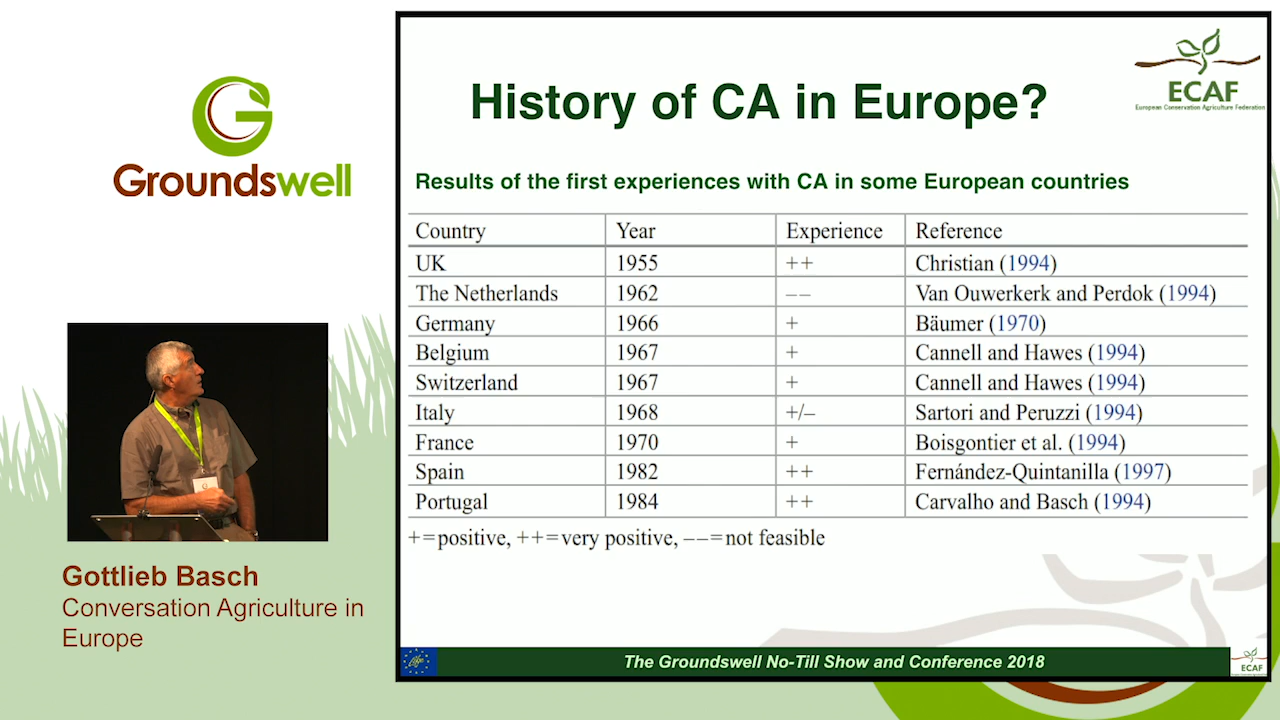 Groundswell
Gottlieb Basch
Conversation Agriculture in
Europe
History of CA in Europe?
ECAF
European Conservation Agriculture Federation
Results of the first experiences with CA in some European countries
Country Year Experience Reference
UK 1955 ++ Christian (1994)
The Netherlands 1962 −− Van Ouwerkerk and Perdok (1994)
Germany 1966 + Bäumer (1970)
Belgium 1967 + Cannell and Hawes (1994)
Switzerland 1967 + Cannell and Hawes (1994)
Italy 1968 +/− Sartori and Peruzzi (1994)
France 1970 + Boisgontier et al. (1994)
Spain 1982 ++ Fernández-Quintanilla (1997)
Portugal 1984 ++ Carvalho and Basch (1994)
+=positive, ++=very positive, −−=not feasible
Life
The Groundswell No-Till Show and Conference 2018
ECAF